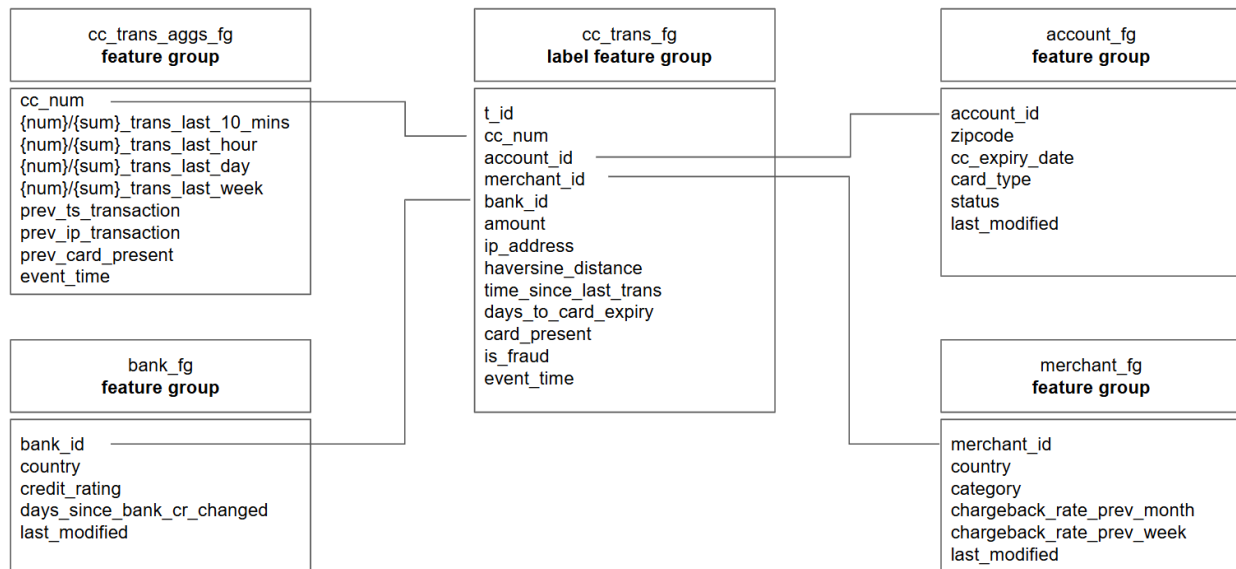 cc_trans_aggs_fg
feature group
cc_num
{num}/{sum}_trans_last_10_mins
{num}/{sum}_trans_last_hour
{num}/{sum}_trans_last_day
{num}/{sum}_trans_last_week
prev_ts_transaction
prev_ip_transaction
prev_card_present
event_time
bank_fg
feature group
bank_id
country
credit_rating
days_since_bank_cr_changed
last_modified
cc_trans_fg
label feature group
t_id
cc_num
account_id
merchant_id
bank_id
amount
ip_address
haversine_distance
time_since_last_trans
days_to_card_expiry
card_present
is_fraud
event_time
account_fg
feature group
account_id
zipcode
cc_expiry_date
card_type
status
last_modified
merchant_fg
feature group
merchant_id
country
category
chargeback_rate_prev_month
chargeback_rate_prev_week
last_modified